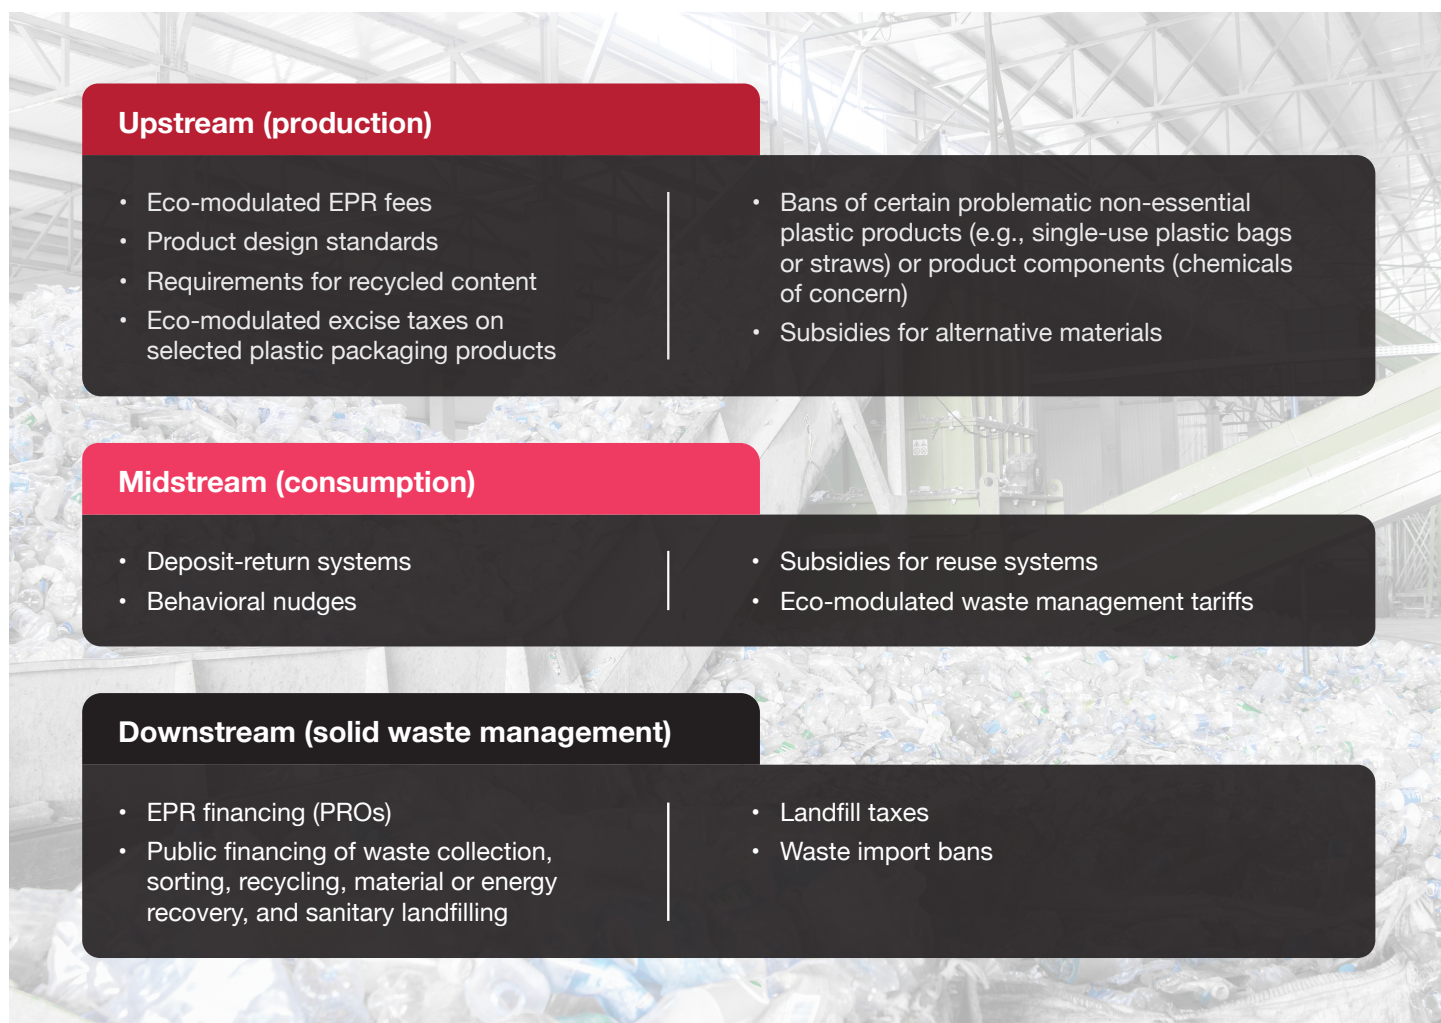 Upstream (production)
• Eco-modulated EPR fees
• Product design standards
• Requirements for recycled content
• Eco-modulated excise taxes on
selected plastic packaging products
• Bans of certain problematic non-essential
plastic products (e.g., single-use plastic bags
or straws) or product components (chemicals
of concern)
• Subsidies for alternative materials
Midstream (consumption)
• Deposit-return systems
• Behavioral nudges
• Subsidies for reuse systems
• Eco-modulated waste management tariffs
Downstream (solid waste management)
• EPR financing (PROs)
• Public financing of waste collection,
sorting, recycling, material or energy
recovery, and sanitary landfilling
• Landfill taxes
• Waste import bans